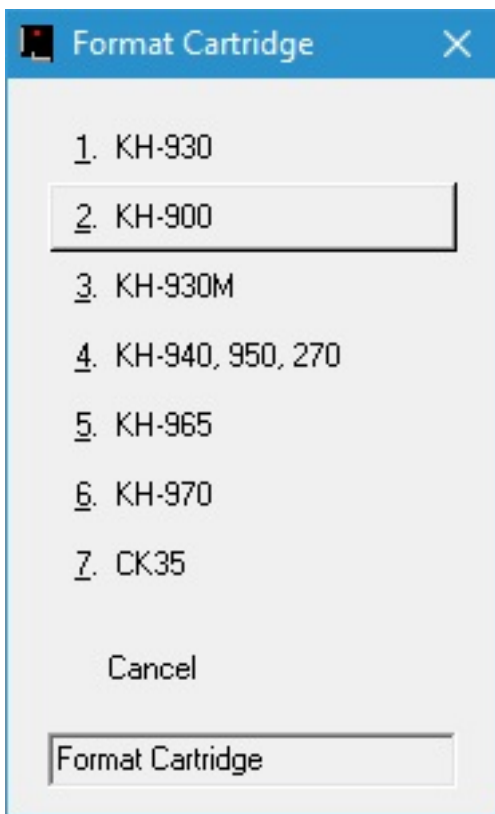 Format Cartridge
1. KH-930
2. KH-900
3. KH-930M
4. KH-940, 950, 270
5. KH-965
6. KH-970
7. CK35
Cancel
Format Cartridge